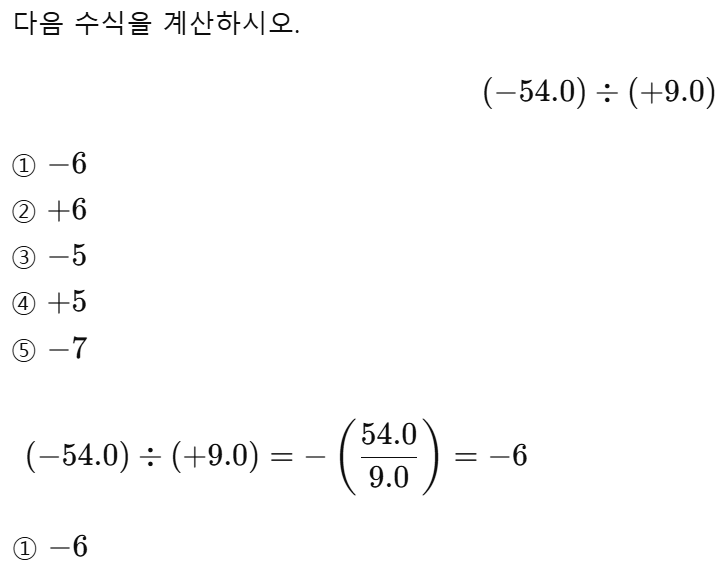 다음 수식을 계산하시오.
(−54.0) ÷ (+9.0)
① −6
② +6
③ −5
④ +5
⑤ −7
(−54.0) ÷ (+9.0) = −(54.0/9.0) = −6
① −6